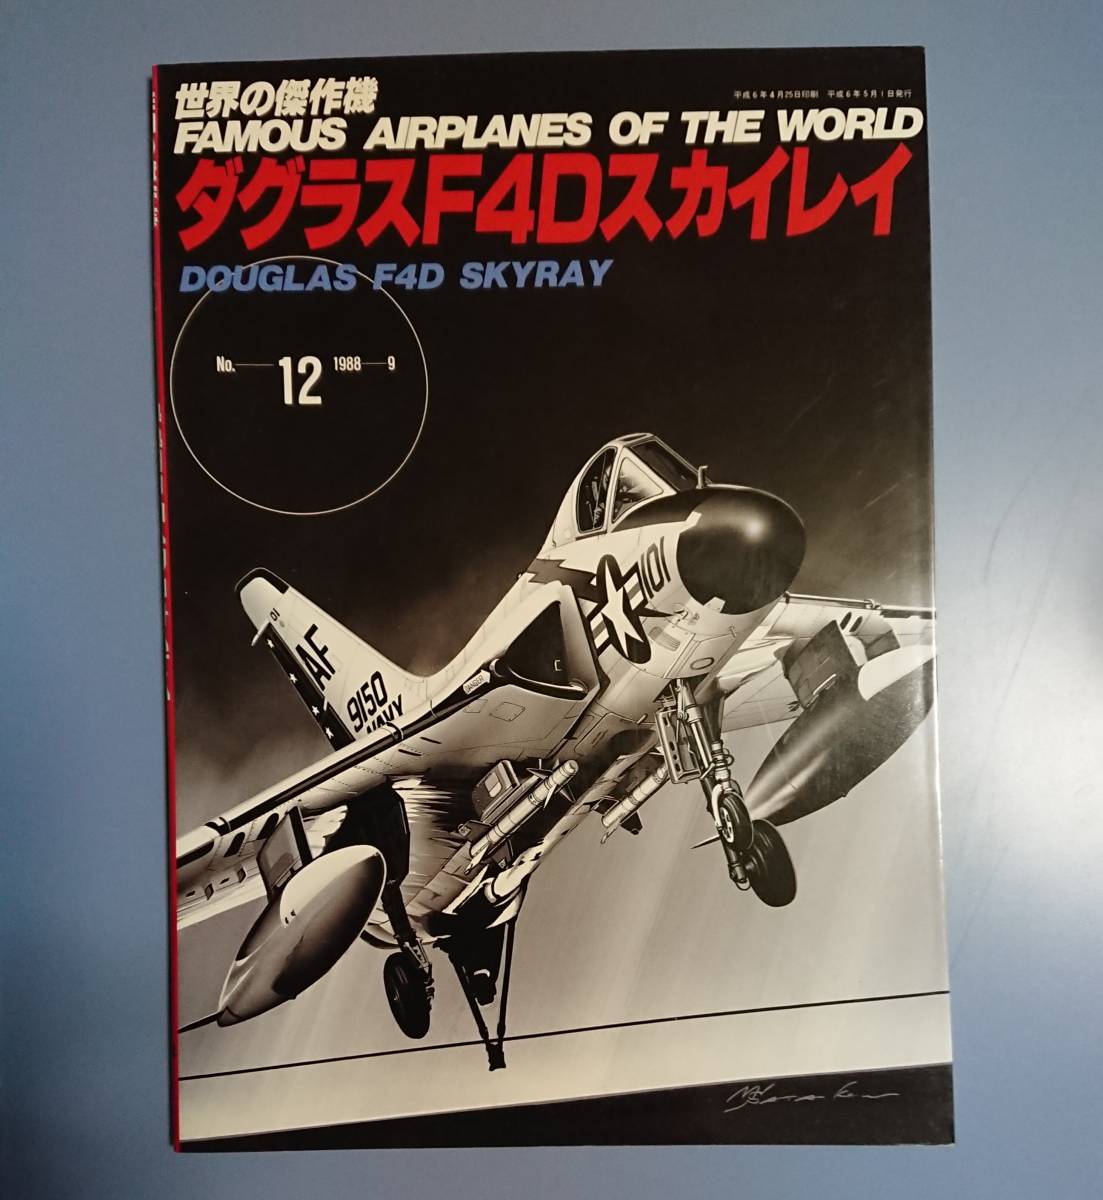 世界の傑作機
平成6年4月25日印刷 平成6年5月1日発行
FAMOUS AIRPLANES OF THE WORLD
ダグラスF4Dスカイレイ
DOUGLAS F4D SKYRAY
No. 12 1988 9
101
01
AF
9150
NAVY
DANGER